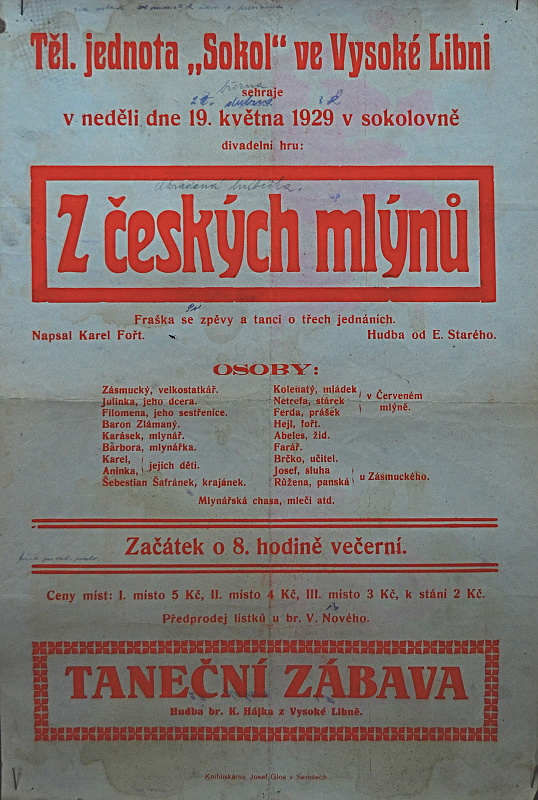 Těl. jednota „Sokol" ve Vysoké Libni
sehraje
v neděli dne 19. května 1929 v sokolovně
divadelní hru:
Z českých mlýnů
Fraška se zpěvy a tanci o třech jednáních.
Napsal Karel Fořt. Hudba od E. Starého.
OSOBY:
Zásmucký, velkostatkář.
Julinka, jeho dcera.
Filomena, jeho sestřenice.
Baron Zlámaný.
Karásek, mlynář.
Barbora, mlynářka.
Karel,
Aninka, jejich děti.
Šebestian Šafránek, krajánek.
Kolenatý, mládek
Netrefa, stárek
Ferda, prášek
v Červeném
mlýně.
Hejl, fořt.
Abeles, žid.
Farář.
Brčko, učitel.
Josef, sluha
Růžena, panská
u Zásmuckého.
Mlynářská chasa, mleči atd.
Začátek o 8. hodině večerní.
Ceny míst: I. místo 5 Kč, II. místo 4 Kč, III. místo 3 Kč, k stání 2 Kč.
Předprodej lístků u br. V. Nového.
TANEČNÍ ZÁBAVA
Hudba br. K. Hájka z Vysoké Libně.
Knihtiskárna Josef Glos v Semilech